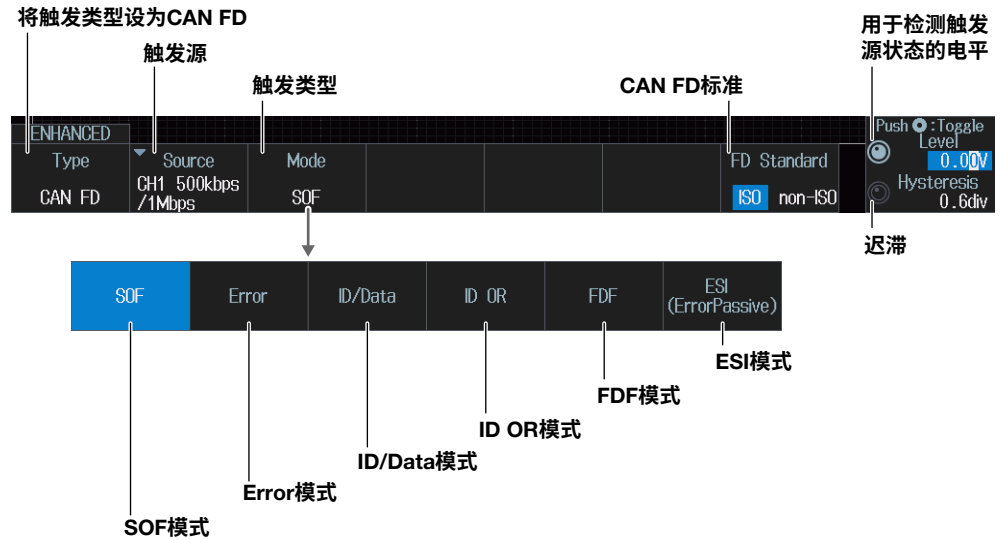 将触发类型设为CAN FD
触发源
触发类型
CAN FD标准
用于检测触发
源状态的电平
ENHANCED
Type
CAN FD
Source
CH1 500kbps
/1Mbps
Mode
SOF
FD Standard
ISO non-ISO
Push :Toggle
Level
0.00V
Hysteresis
0.6div
迟滞
SOF
Error
ID/Data
ID OR
FDF
ESI
(ErrorPassive)
ESI模式
FDF模式
ID OR模式
ID/Data模式
Error模式
SOF模式